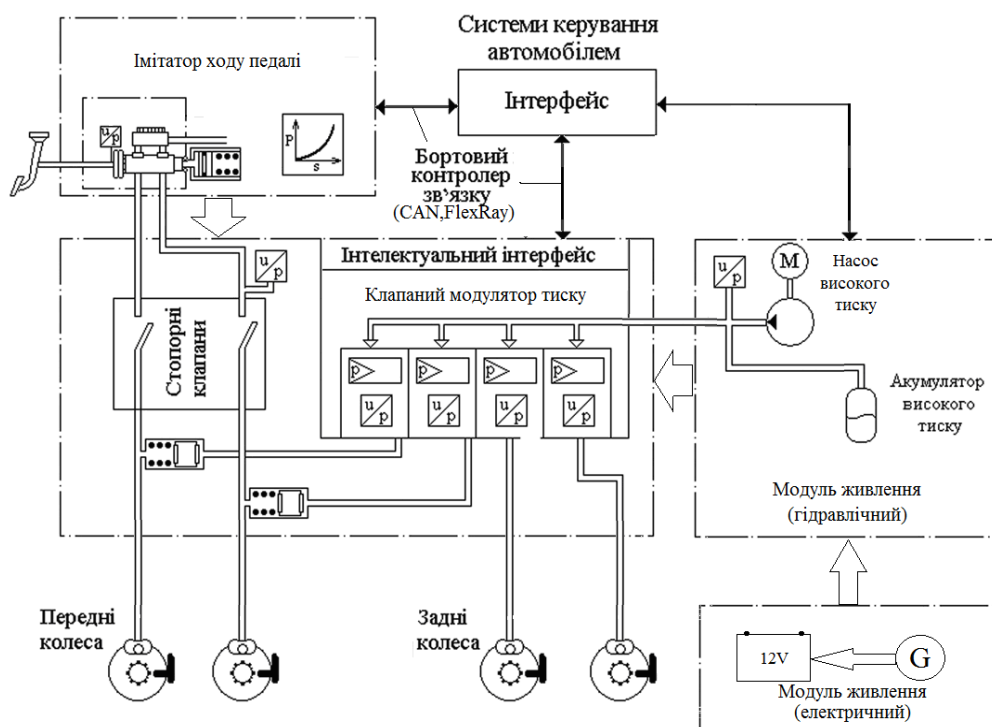 Системи керування
автомобілем
Імітатор ходу педалі
Інтерфейс
u/p
P
s
Бортовий
контролер
зв'язку
(CAN,FlexRay)
u/p
Інтелектуальний інтерфейс
Клапаний модулятор тиску
u/p
M
Насос
високого
тиску
Стопорні
клапани
p
p
p
p
u/p
u/p
u/p
u/p
Акумулятор
високого
тиску
Модуль живлення
(гідравлічний)
Передні
колеса
Задні
колеса
12V
G
Модуль живлення
(електричний)